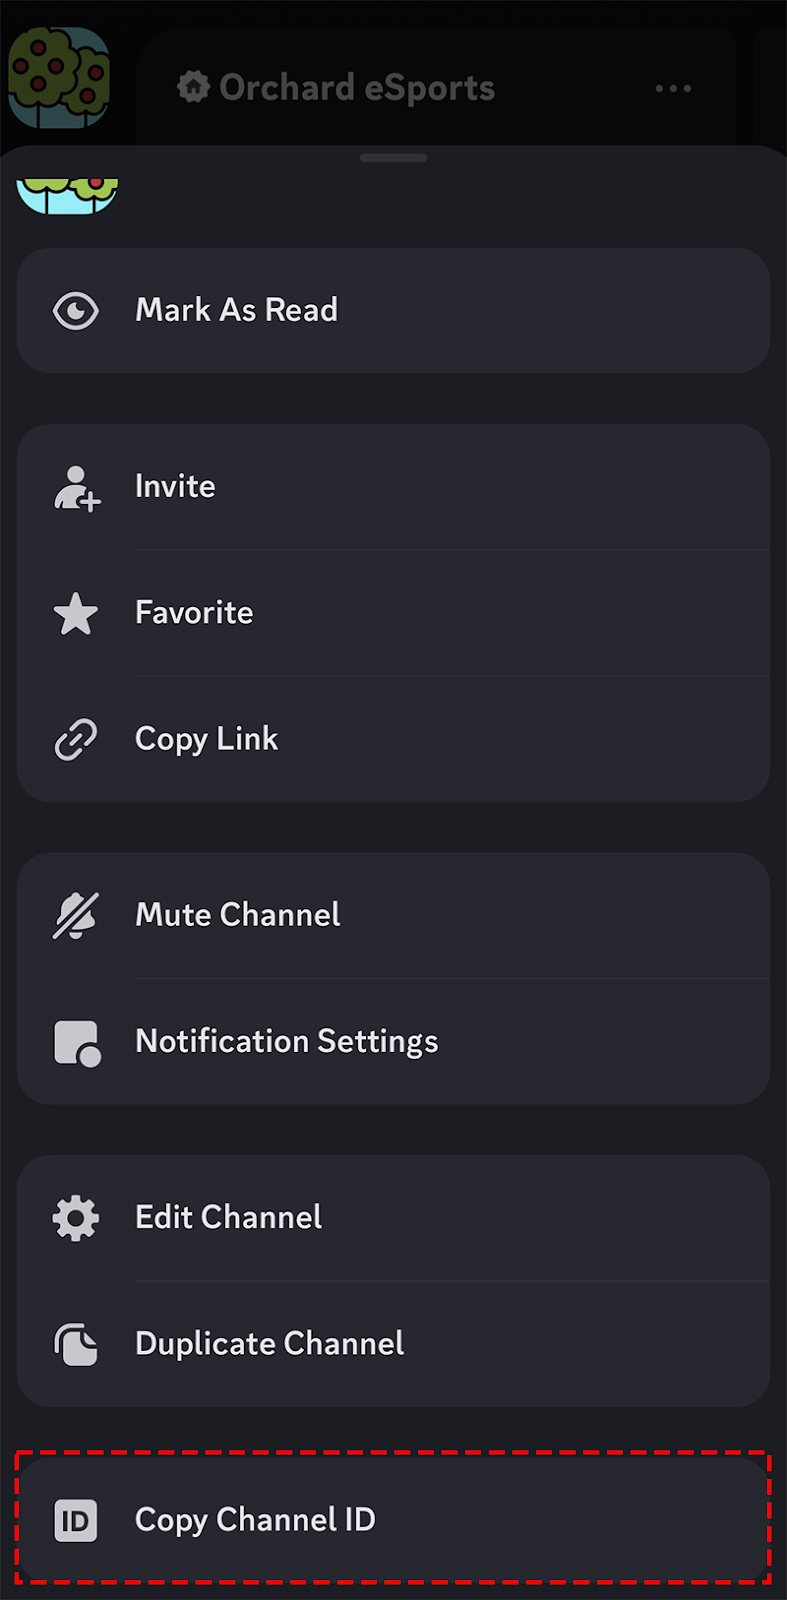 Orchard eSports
Mark As Read
Invite
Favorite
Copy Link
Mute Channel
Notification Settings
Edit Channel
Duplicate Channel
ID Copy Channel ID